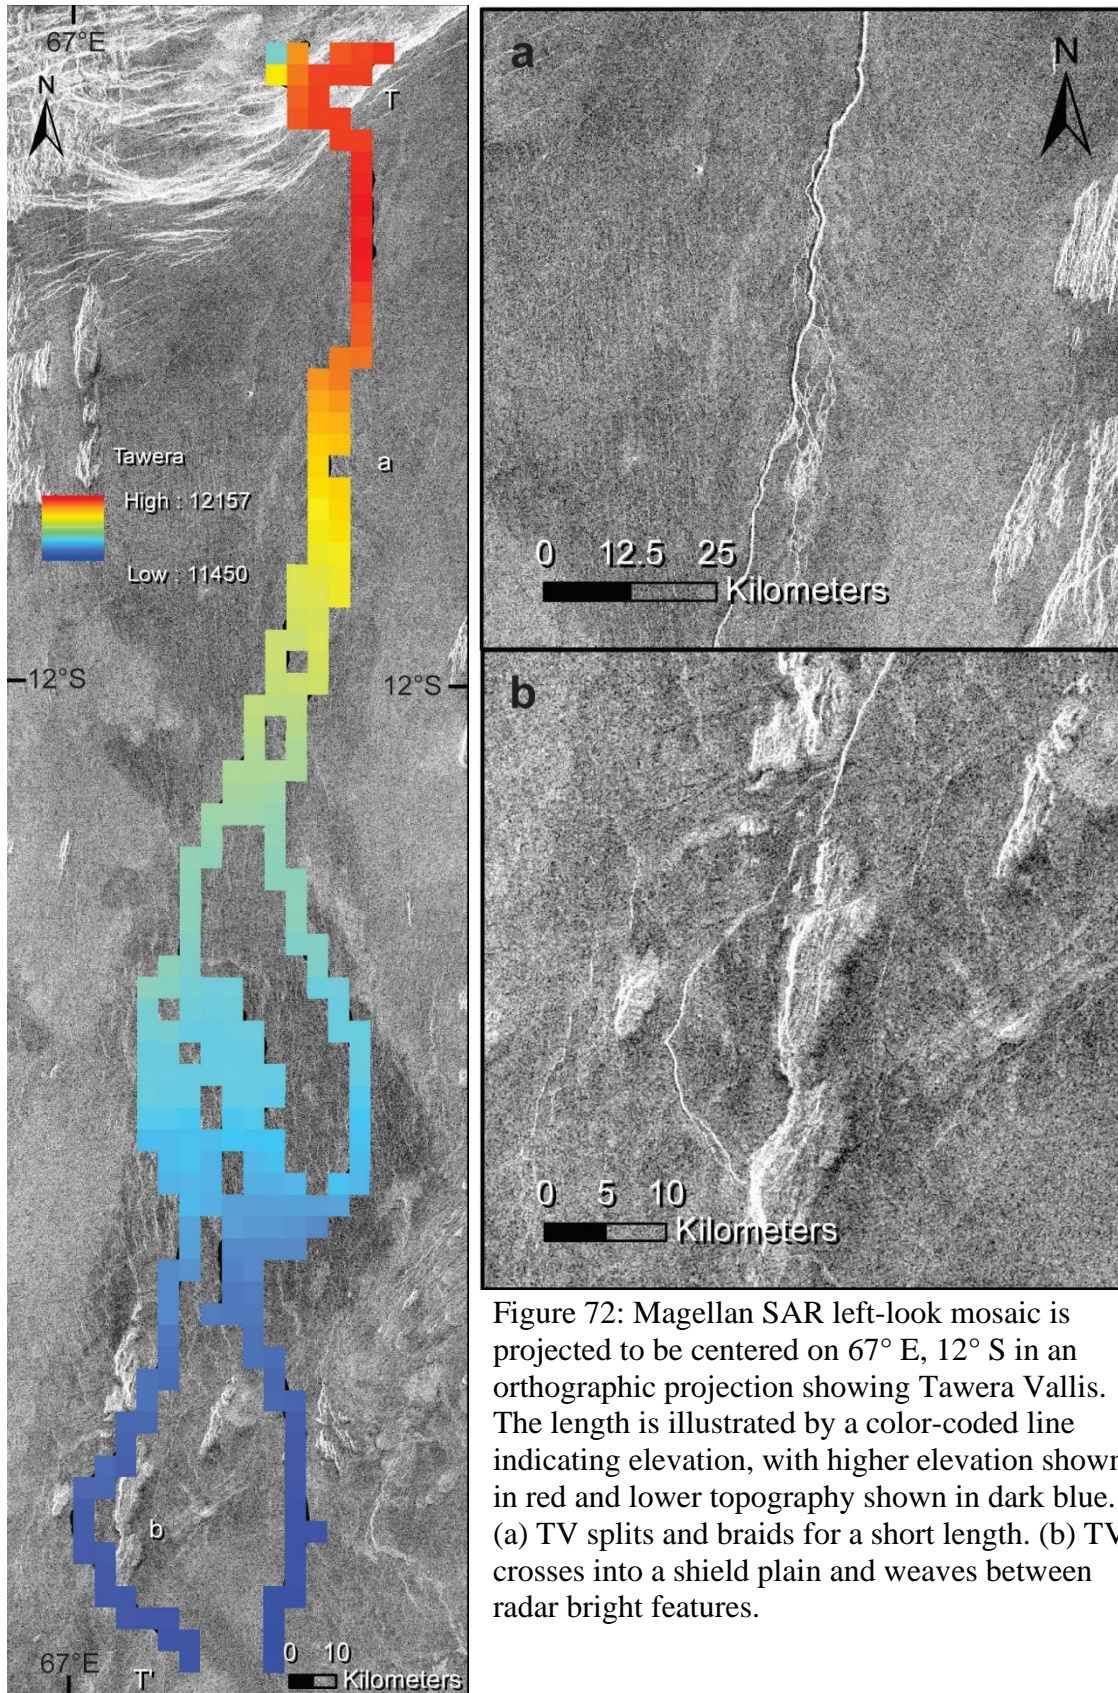 67°E
N
T
Tawera
a
High : 12157
Low : 11450
12°S
12°S
b
67°E
T'
0 10
Kilometers
a
N
0 12.5 25
Kilometers
b
0 5 10
Kilometers
Figure 72: Magellan SAR left-look mosaic is
projected to be centered on 67° E, 12° S in an
orthographic projection showing Tawera Vallis.
The length is illustrated by a color-coded line
indicating elevation, with higher elevation shown
in red and lower topography shown in dark blue.
(a) TV splits and braids for a short length. (b) TV
crosses into a shield plain and weaves between
radar bright features.